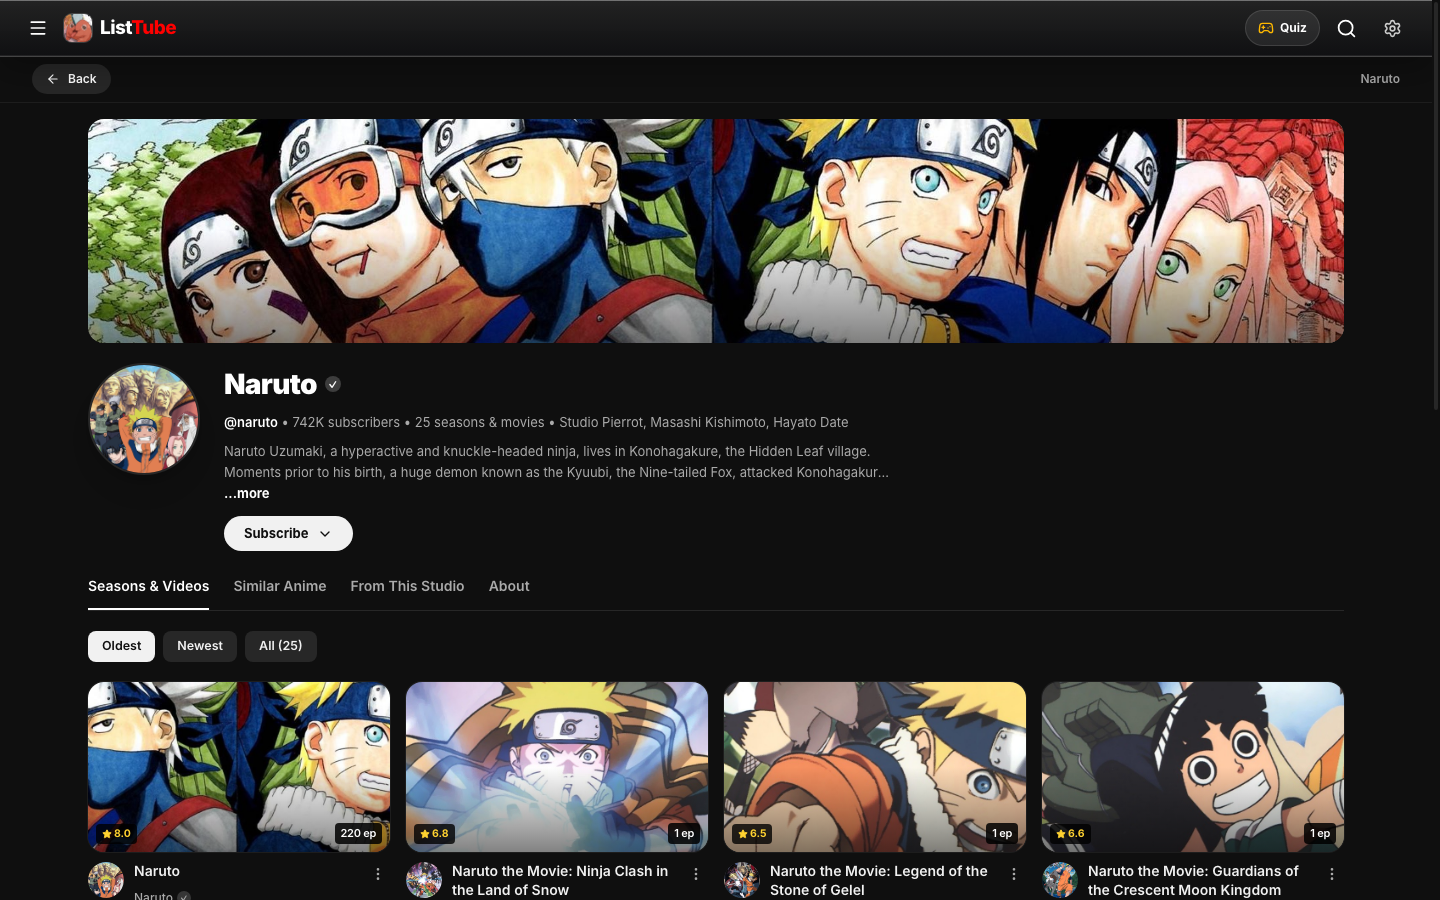 ListTube
Quiz
Back
Naruto
Naruto
@naruto • 742K subscribers • 25 seasons & movies • Studio Pierrot, Masashi Kishimoto, Hayato Date
Naruto Uzumaki, a hyperactive and knuckle-headed ninja, lives in Konohagakure, the Hidden Leaf village.
Moments prior to his birth, a huge demon known as the Kyuubi, the Nine-tailed Fox, attacked Konohagakur...
...more
Subscribe
Seasons & Videos
Similar Anime
From This Studio
About
Oldest
Newest
All (25)
8.0
220 ep
6.8
1 ep
6.5
1 ep
6.6
1 ep
Naruto
Naruto
Naruto the Movie: Ninja Clash in
the Land of Snow
Naruto the Movie: Legend of the
Stone of Gelel
Naruto the Movie: Guardians of
the Crescent Moon Kingdom